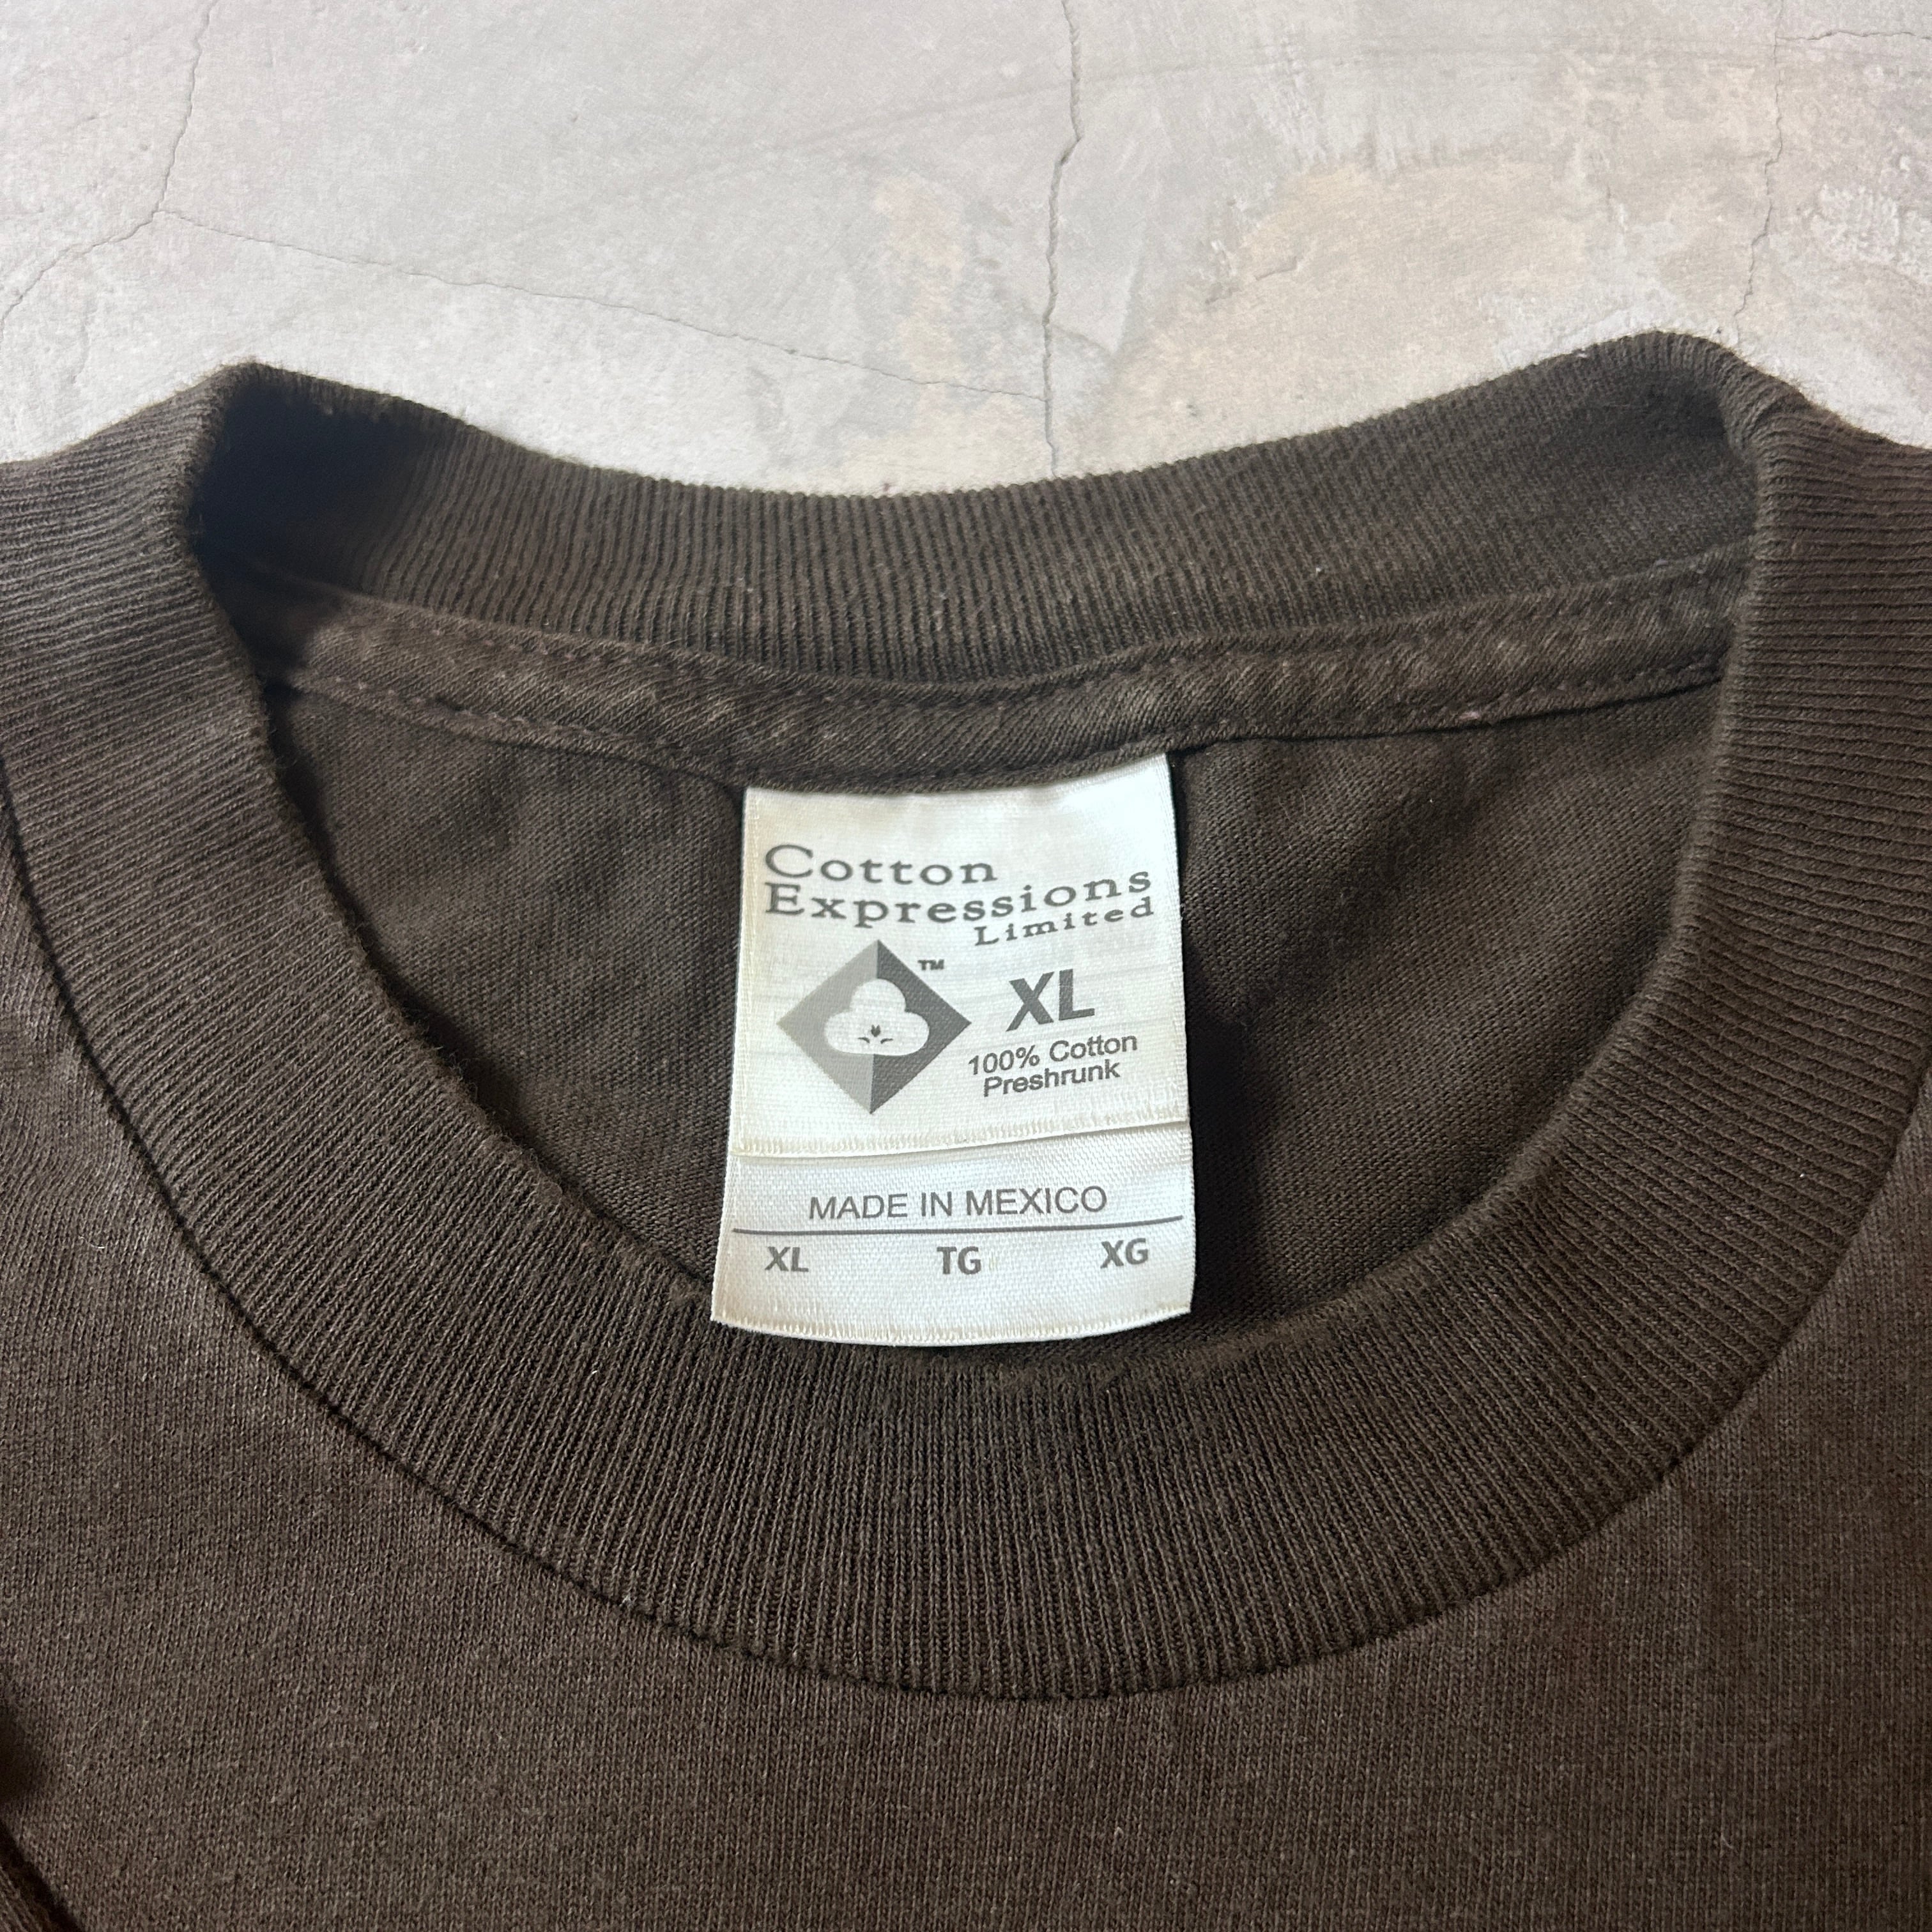 Cotton
Expressions
Limited
TM
XL
100% Cotton
Preshrunk
MADE IN MEXICO
XL TG XG